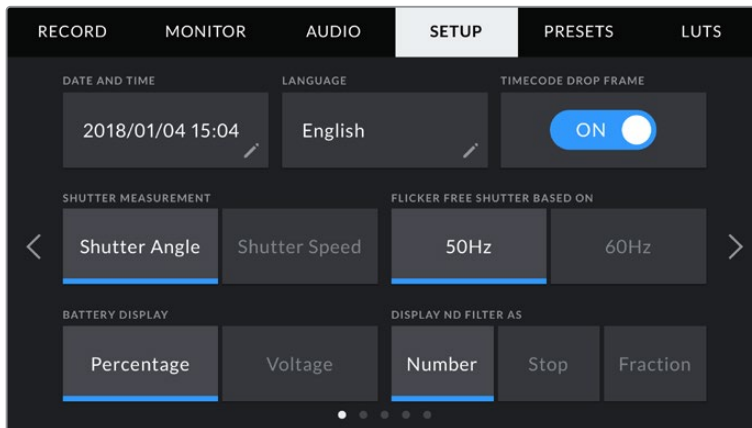 RECORD MONITOR AUDIO SETUP PRESETS LUTS
DATE AND TIME LANGUAGE TIMECODE DROP FRAME
2018/01/04 15:04 English ON
SHUTTER MEASUREMENT FLICKER FREE SHUTTER BASED ON
Shutter Angle Shutter Speed 50Hz 60Hz
BATTERY DISPLAY DISPLAY ND FILTER AS
Percentage Voltage Number Stop Fraction